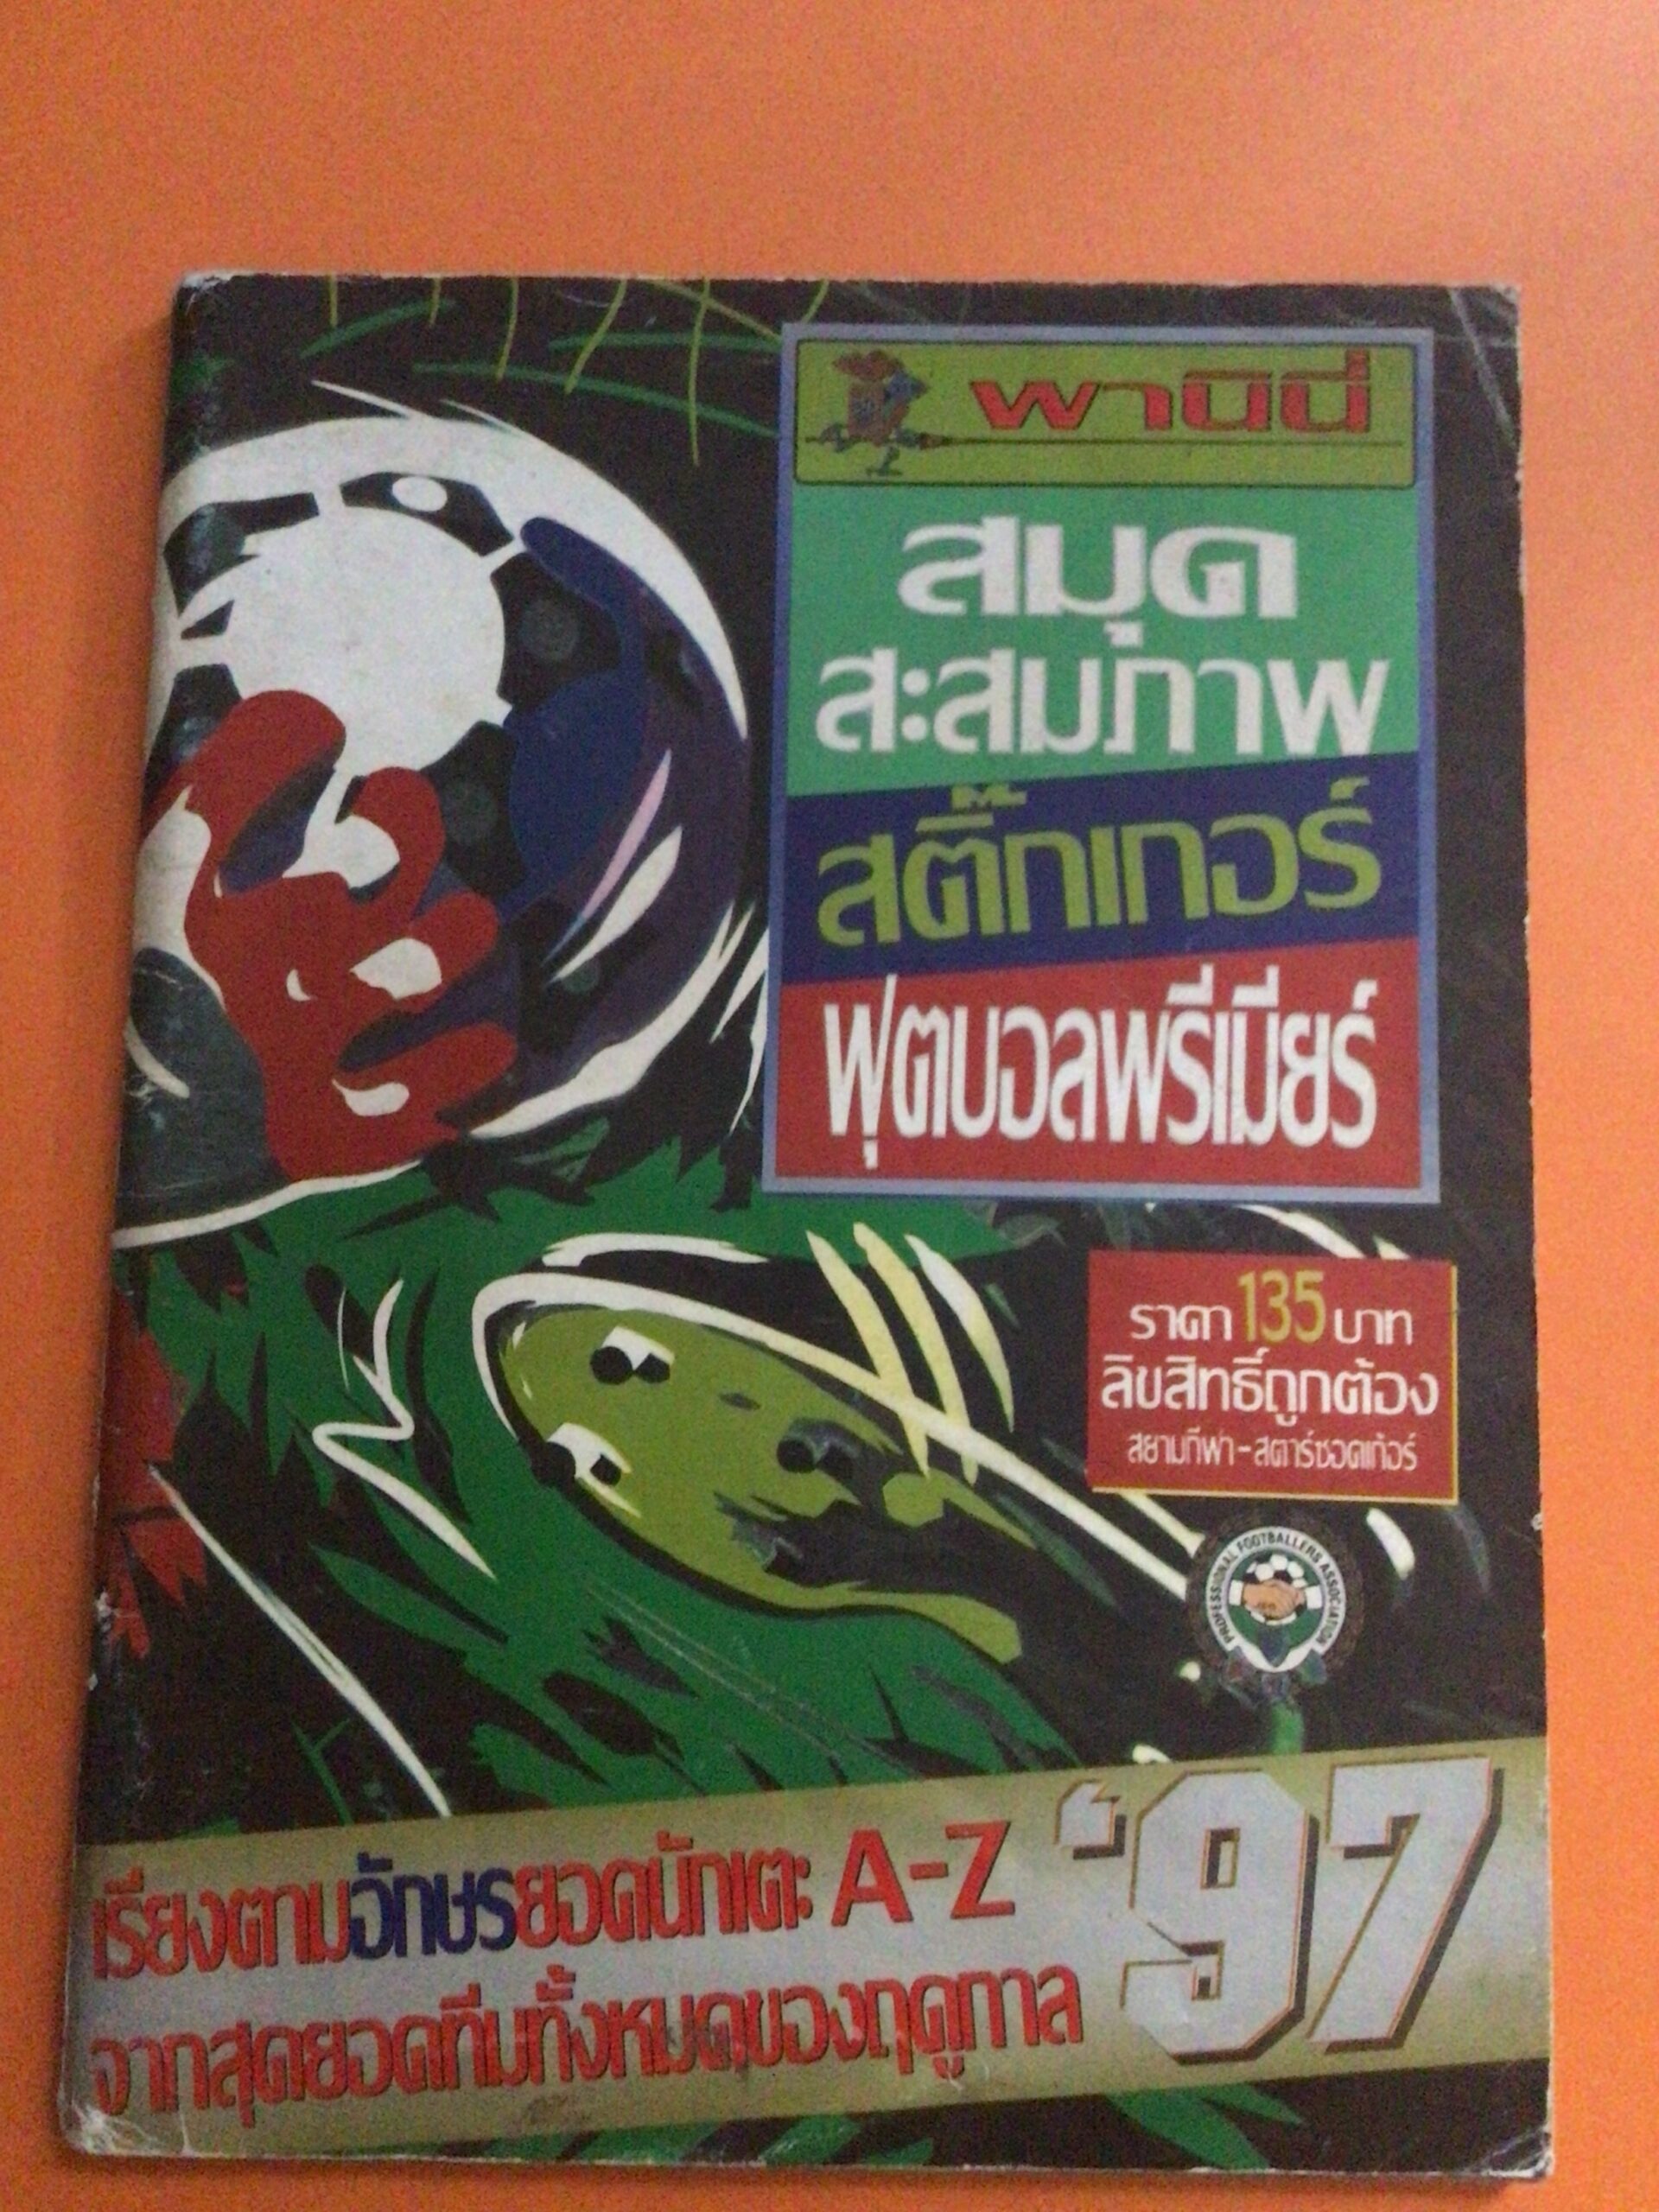 พานินี่
สมุด
สะสมภาพ
สติ๊กเกอร์
ฟุตบอลพรีเมียร์
ราคา 135 บาท
ลิขสิทธิ์ถูกต้อง
สยามกีฬา-สตาร์ซอคเก้อร์
PROFESSIONAL FOOTBALLERS ASSOCIATION
เรียงตามอักษรยอดนักเตะ A-Z
จากสุดยอดทีมทั้งหมดของฤดูกาล
'97